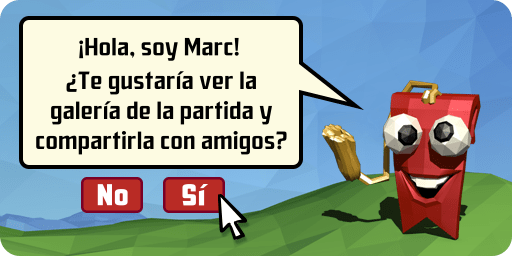 ¡Hola, soy Marc!
¿Te gustaría ver la
galería de la partida y
compartirla con amigos?
No
Sí